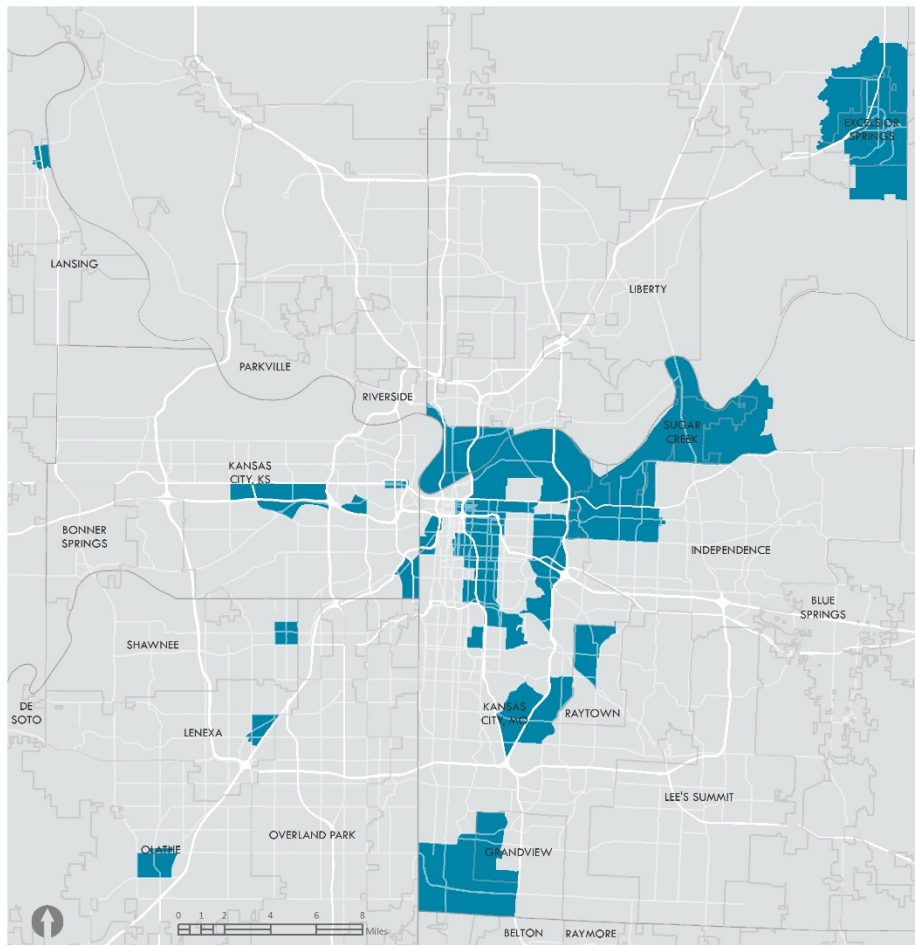 EXCELSIOR
SPRINGS
LANSING
LIBERTY
PARKVILLE
RIVERSIDE
SUGAR
CREEK
KANSAS
CITY, KS
BONNER
SPRINGS
INDEPENDENCE
BLUE
SPRINGS
SHAWNEE
DE
SOTO
LENEXA
KANSAS
CITY, MO
RAYTOWN
LEE'S SUMMIT
OVERLAND PARK
OLATHE
GRANDVIEW
0 1 2 4 6 8
Miles
BELTON RAYMORE